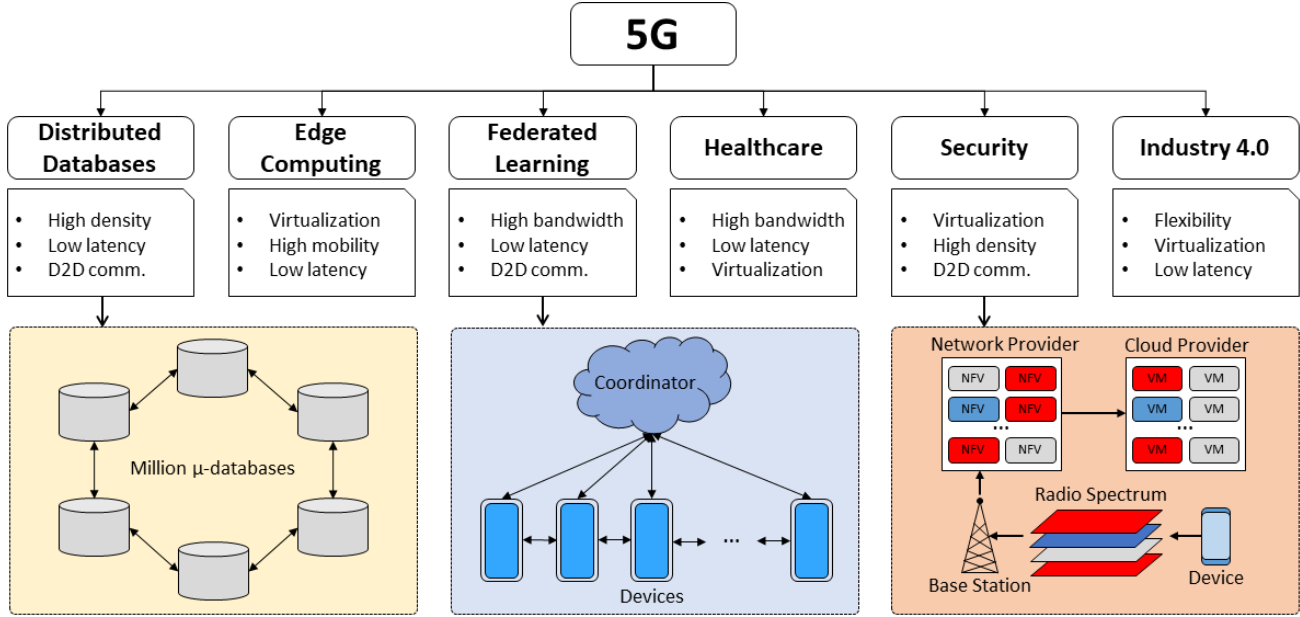 5G
Distributed
Databases
Edge
Computing
Federated
Learning
Healthcare
Security
Industry 4.0
• High density
• Low latency
• D2D comm.
• Virtualization
• High mobility
• Low latency
• High bandwidth
• Low latency
• D2D comm.
• High bandwidth
• Low latency
• Virtualization
• Virtualization
• High density
• D2D comm.
• Flexibility
• Virtualization
• Low latency
Million μ-databases
Coordinator
...
Devices
Network Provider
NFV NFV
NFV NFV
...
NFV NFV
Cloud Provider
VM VM
VM VM
...
VM VM
Radio Spectrum
Base Station
Device